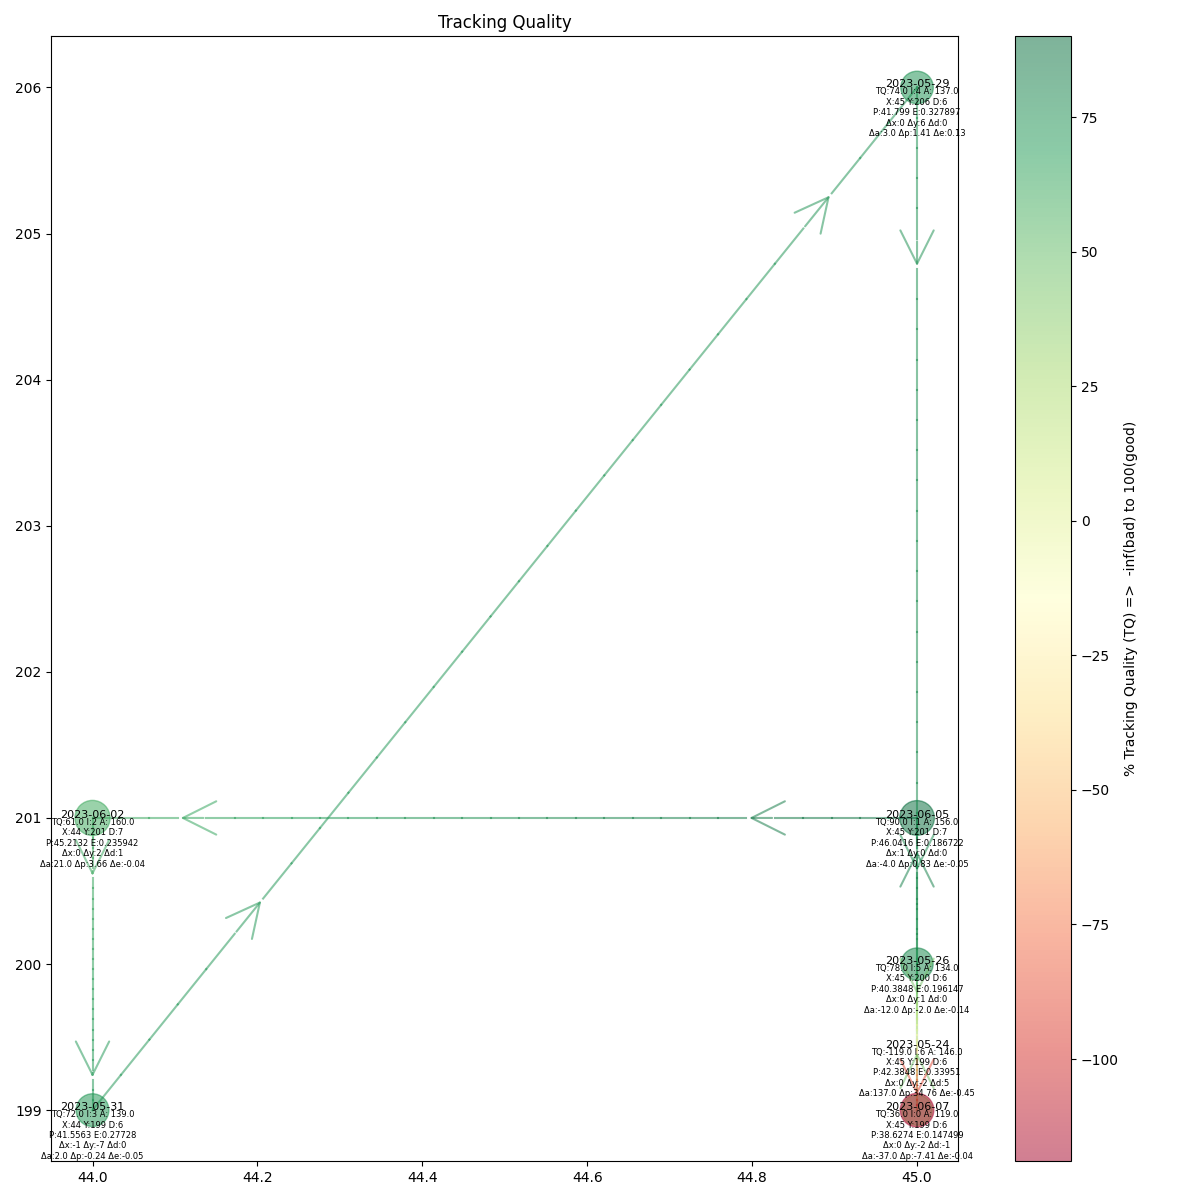 Tracking Quality
206
205
204
203
202
201
200
199
44.0
44.2
44.4
44.6
44.8
45.0
2023-05-29
TQ:74.0 I:4 A: 137.0
X:45 Y:206 D:6
P:41.799 E:0.327897
Δx:0 Δy:6 Δd:0
Δa:3.0 Δp:1.41 Δe:0.13
2023-06-02
TQ:61.0 I:2 A: 160.0
X:44 Y:201 D:7
P:45.2132 E:0.235942
Δx:0 Δy:2 Δd:1
Δa:21.0 Δp:3.66 Δe:-0.04
2023-06-05
TQ:90.0 I:1 A: 156.0
X:45 Y:201 D:7
P:46.0416 E:0.186722
Δx:1 Δy:0 Δd:0
Δa:-4.0 Δp:0.83 Δe:-0.05
2023-05-26
TQ:78.0 I:5 A: 134.0
X:45 Y:200 D:6
P:40.3848 E:0.196147
Δx:0 Δy:1 Δd:0
Δa:-12.0 Δp:-2.0 Δe:-0.14
2023-05-24
TQ:-119.0 I:6 A: 146.0
X:45 Y:199 D:6
P:42.3848 E:0.33951
Δx:0 Δy:-2 Δd:5
Δa:137.0 Δp:34.76 Δe:-0.45
2023-05-31
TQ:72.0 I:3 A: 139.0
X:44 Y:199 D:6
P:41.5563 E:0.27728
Δx:-1 Δy:-7 Δd:0
Δa:2.0 Δp:-0.24 Δe:-0.05
2023-06-07
TQ:36.0 I:0 A: 119.0
X:45 Y:199 D:6
P:38.6274 E:0.147499
Δx:0 Δy:-2 Δd:-1
Δa:-37.0 Δp:-7.41 Δe:-0.04
75
50
25
0
−25
−50
−75
−100
% Tracking Quality (TQ) => -inf(bad) to 100(good)